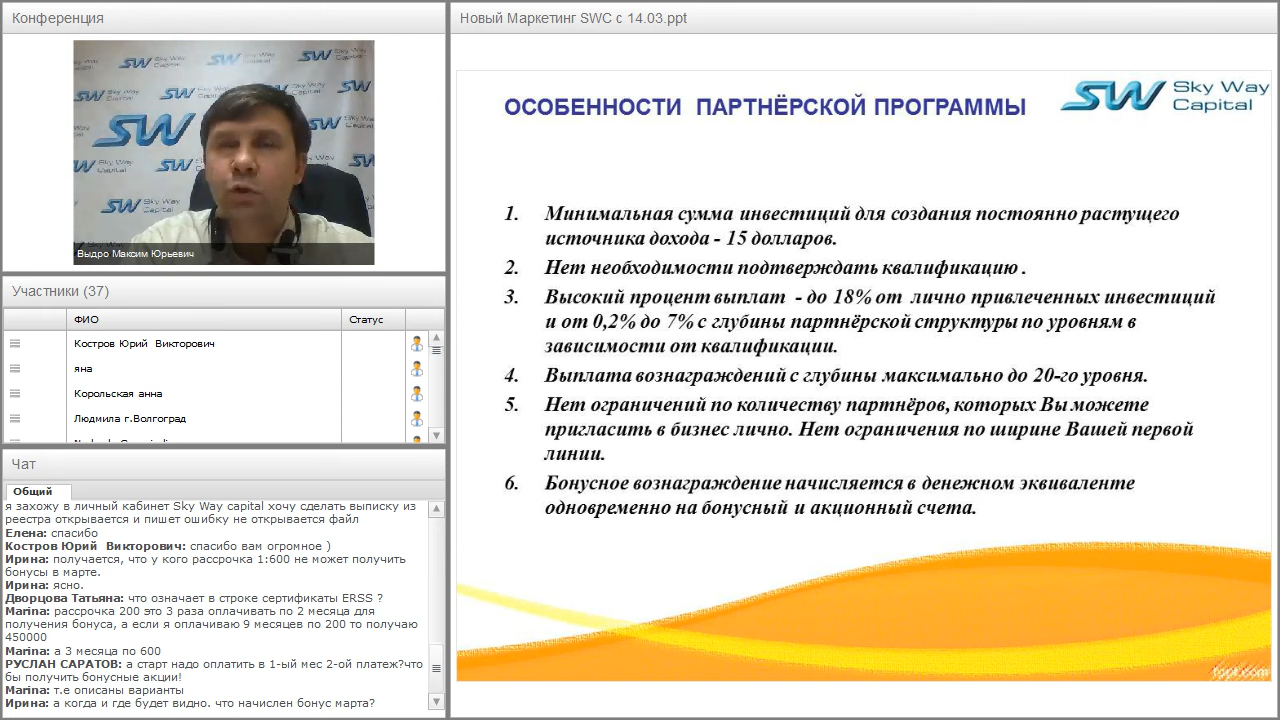 Конференция
Sky Way
Capital
SW
Выдро Максим Юрьевич
Участники (37)
ФИО
Статус
Костров Юрий Викторович
яна
Корольская анна
Людмила г.Волгоград
Чат
Общий
я захожу в личный кабинет Sky Way capital хочу сделать выписку из
реестра открывается и пишет ошибку не открывается файл
Елена: спасибо
Костров Юрий Викторович: спасибо вам огромное )
Ирина: получается, что у кого рассрочка 1:600 не может получить
бонусы в марте.
Ирина: ясно.
Дворцова Татьяна: что означает в строке сертификаты ERSS ?
Marina: рассрочка 200 это 3 раза оплачивать по 2 месяца для
получения бонуса, а если я оплачиваю 9 месяцев по 200 то получаю
450000
Marina: а 3 месяца по 600
РУСЛАН САРАТОВ: а старт надо оплатить в 1-ый мес 2-ой платеж?что
бы получить бонусные акции!
Marina: т.е описаны варианты
Ирина: а когда и где будет видно. что начислен бонус марта?
Новый Маркетинг SWC с 14.03.ppt
ОСОБЕННОСТИ ПАРТНЁРСКОЙ ПРОГРАММЫ
SW Sky Way
Capital
1. Минимальная сумма инвестиций для создания постоянно растущего
источника дохода - 15 долларов.
2. Нет необходимости подтверждать квалификацию .
3. Высокий процент выплат - до 18% от лично привлеченных инвестиций
и от 0,2% до 7% с глубины партнёрской структуры по уровням в
зависимости от квалификации.
4. Выплата вознаграждений с глубины максимально до 20-го уровня.
5. Нет ограничений по количеству партнёров, которых Вы можете
пригласить в бизнес лично. Нет ограничения по ширине Вашей первой
линии.
6. Бонусное вознаграждение начисляется в денежном эквиваленте
одновременно на бонусный и акционный счета.
fppt.com